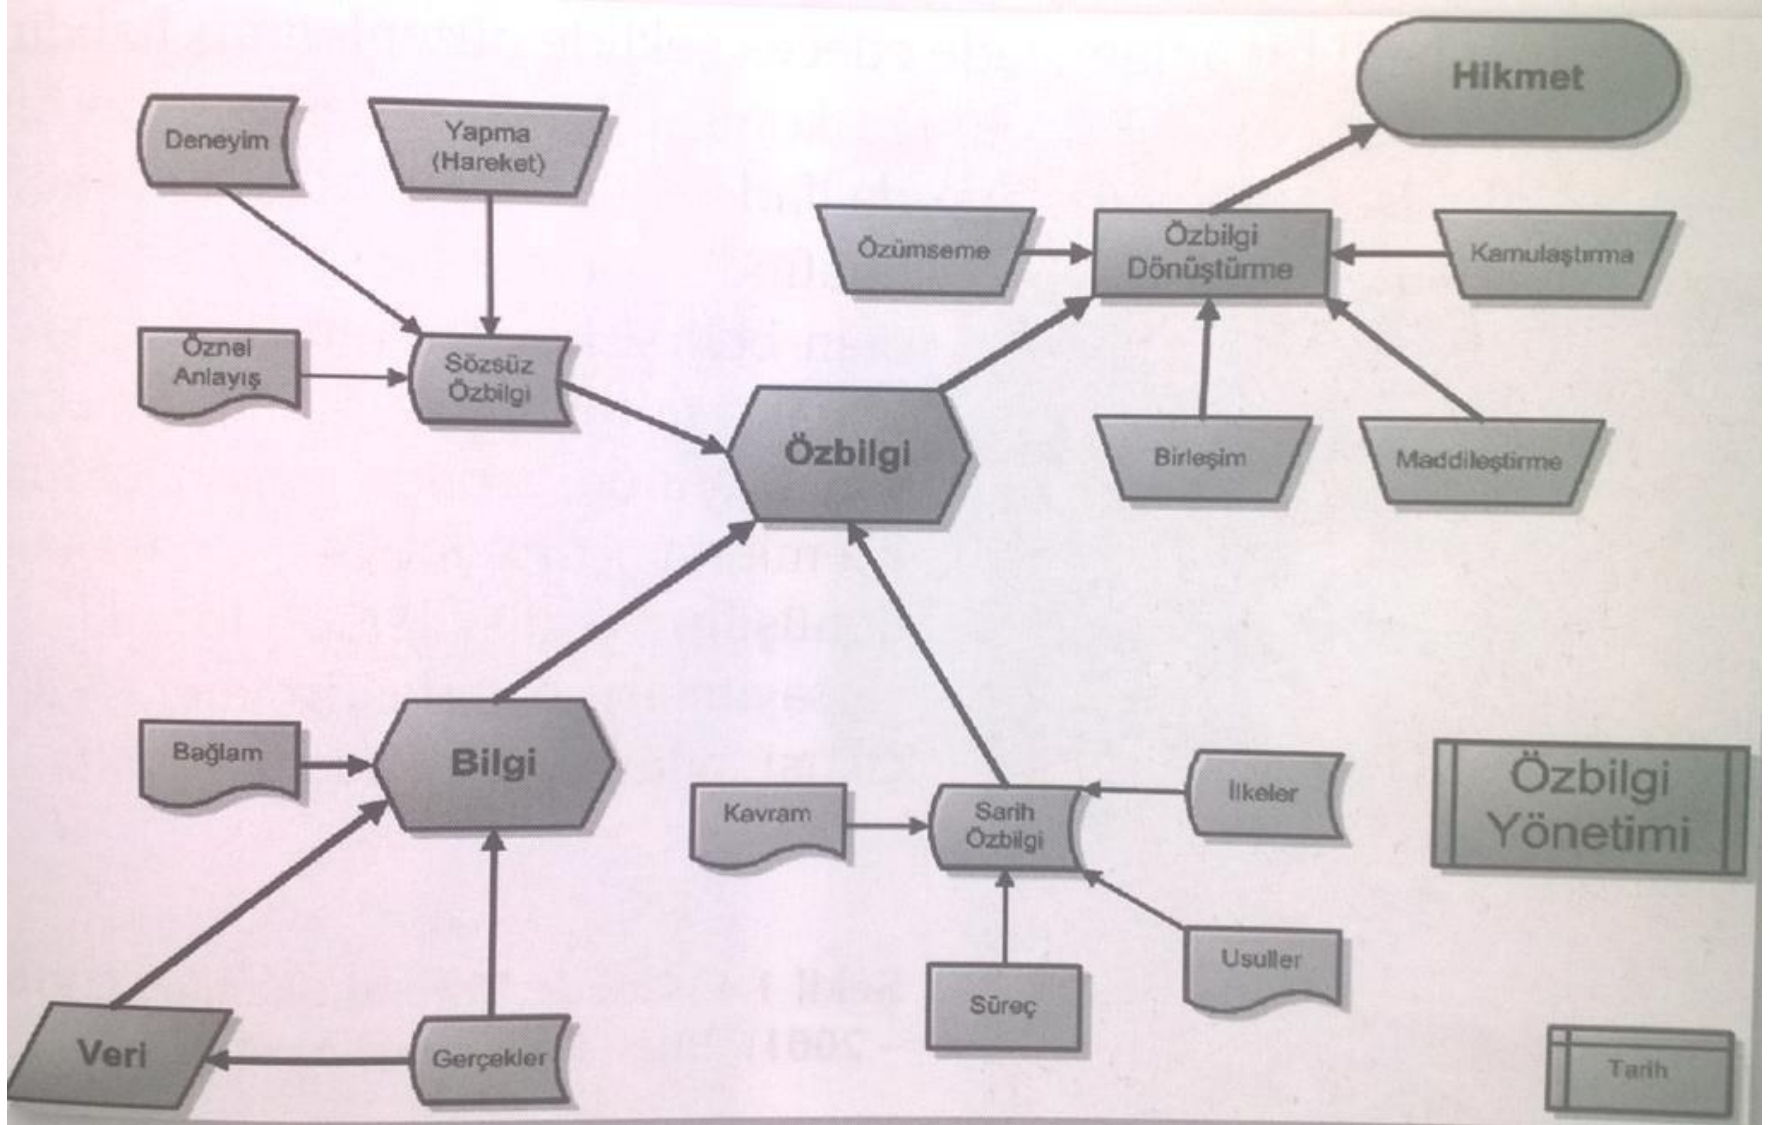 Hikmet
Deneyim
Yapma
(Hareket)
Özümseme
Özbilgi
Dönüştürme
Kamulaştırma
Öznel
Anlayış
Sözsüz
Özbilgi
Özbilgi
Birleşim
Maddileştirme
Bağlam
Bilgi
Kavram
Sarih
Özbilgi
İlkeler
Özbilgi
Yönetimi
Usuller
Süreç
Veri
Gerçekler
Tarih